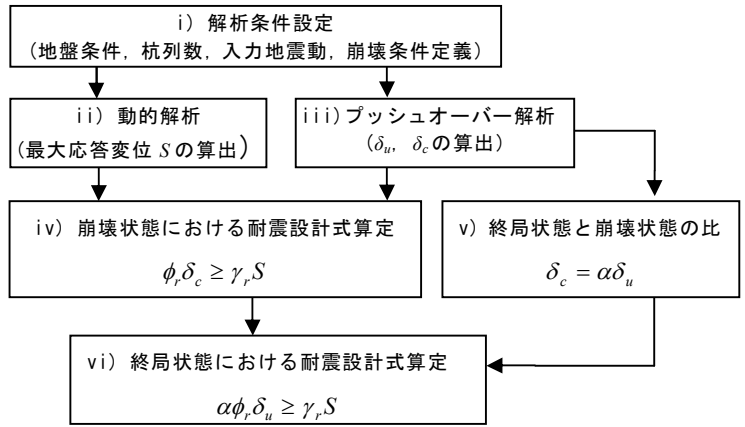 i) 解析条件設定
(地盤条件, 杭列数, 入力地震動, 崩壊条件定義)
ii) 動的解析
(最大応答変位 S の算出)
iii)プッシュオーバー解析
(δu, δcの算出)
iv) 崩壊状態における耐震設計式算定
ϕrδc ≥ γrS
v) 終局状態と崩壊状態の比
δc = αδu
vi) 終局状態における耐震設計式算定
αϕrδu ≥ γrS